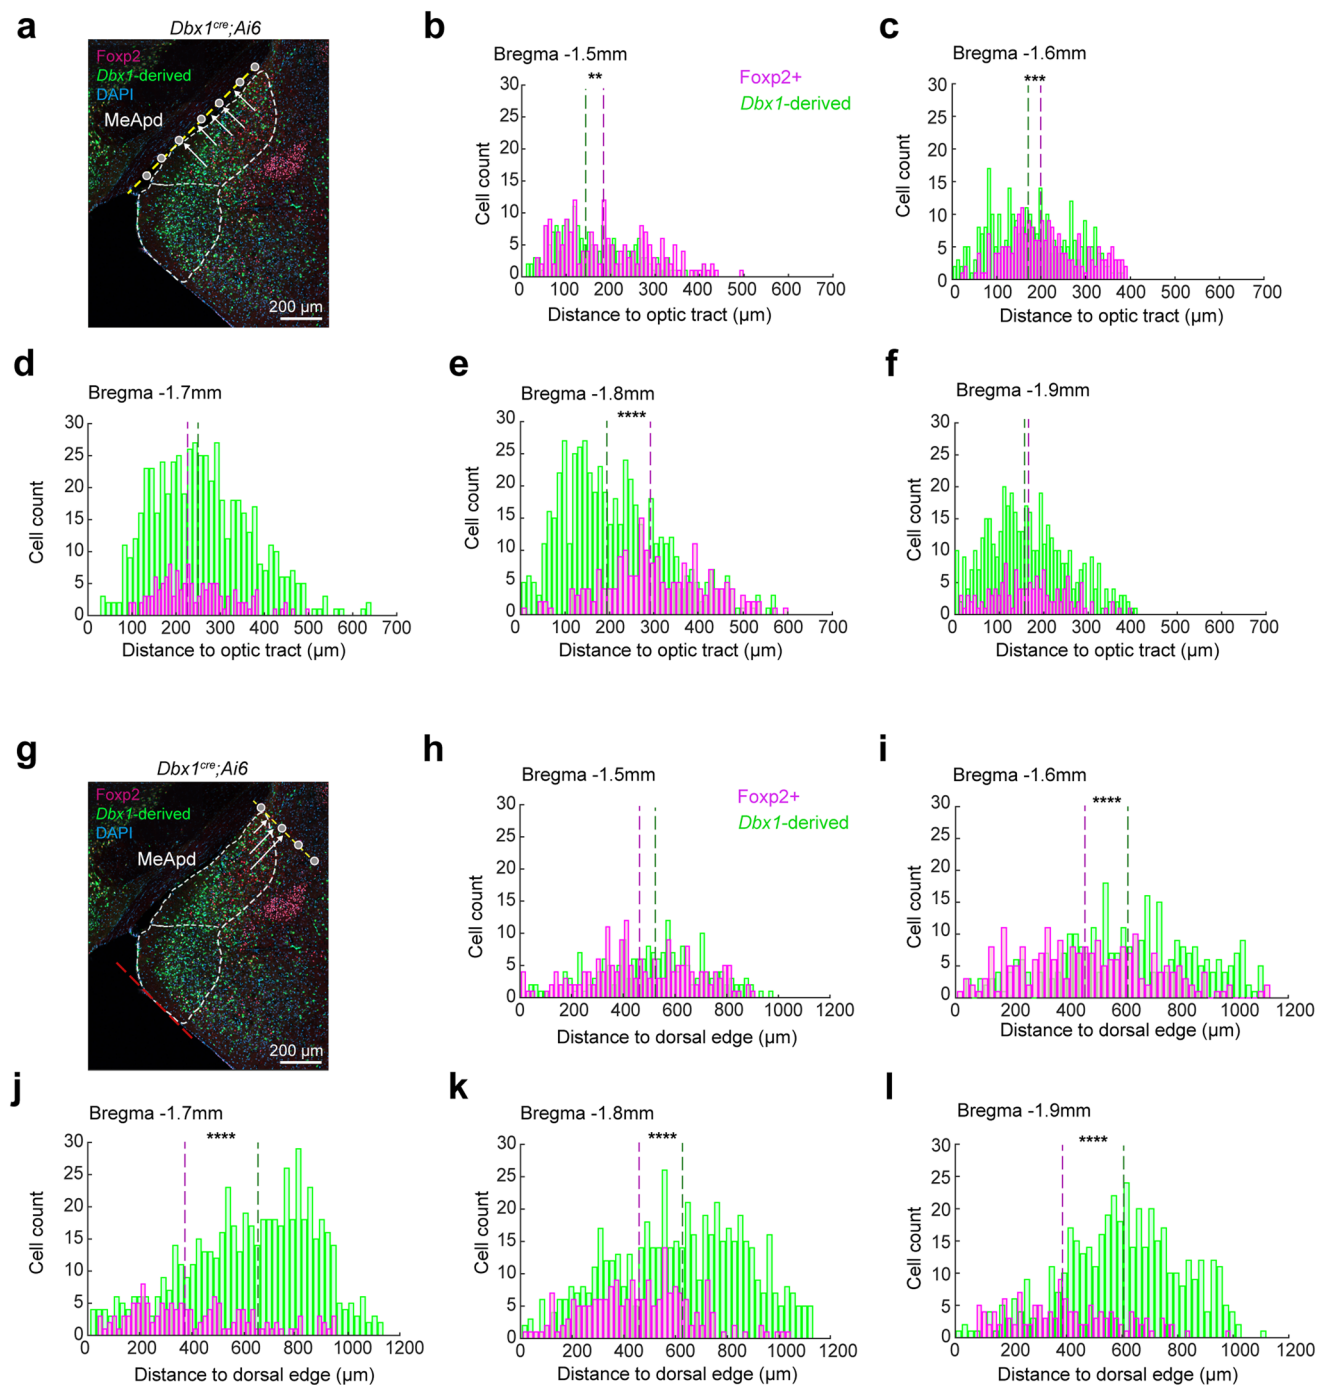 a
Dbx1cre;Ai6
Foxp2
Dbx1-derived
DAPI
MeApd
200 µm
b
Bregma -1.5mm
**
Foxp2+
Dbx1-derived
30
25
20
15
10
5
0
Cell count
0 100 200 300 400 500 600 700
Distance to optic tract (µm)
c
Bregma -1.6mm
***
30
25
20
15
10
5
0
Cell count
0 100 200 300 400 500 600 700
Distance to optic tract (µm)
d
Bregma -1.7mm
30
25
20
15
10
5
0
Cell count
0 100 200 300 400 500 600 700
Distance to optic tract (µm)
e
Bregma -1.8mm
****
30
25
20
15
10
5
0
Cell count
0 100 200 300 400 500 600 700
Distance to optic tract (µm)
f
Bregma -1.9mm
30
25
20
15
10
5
0
Cell count
0 100 200 300 400 500 600 700
Distance to optic tract (µm)
g
Dbx1cre;Ai6
Foxp2
Dbx1-derived
DAPI
MeApd
200 µm
h
Bregma -1.5mm
Foxp2+
Dbx1-derived
30
25
20
15
10
5
0
Cell count
0 200 400 600 800 1000 1200
Distance to dorsal edge (µm)
i
Bregma -1.6mm
****
30
25
20
15
10
5
0
Cell count
0 200 400 600 800 1000 1200
Distance to dorsal edge (µm)
j
Bregma -1.7mm
****
30
25
20
15
10
5
0
Cell count
0 200 400 600 800 1000 1200
Distance to dorsal edge (µm)
k
Bregma -1.8mm
****
30
25
20
15
10
5
0
Cell count
0 200 400 600 800 1000 1200
Distance to dorsal edge (µm)
l
Bregma -1.9mm
****
30
25
20
15
10
5
0
Cell count
0 200 400 600 800 1000 1200
Distance to dorsal edge (µm)